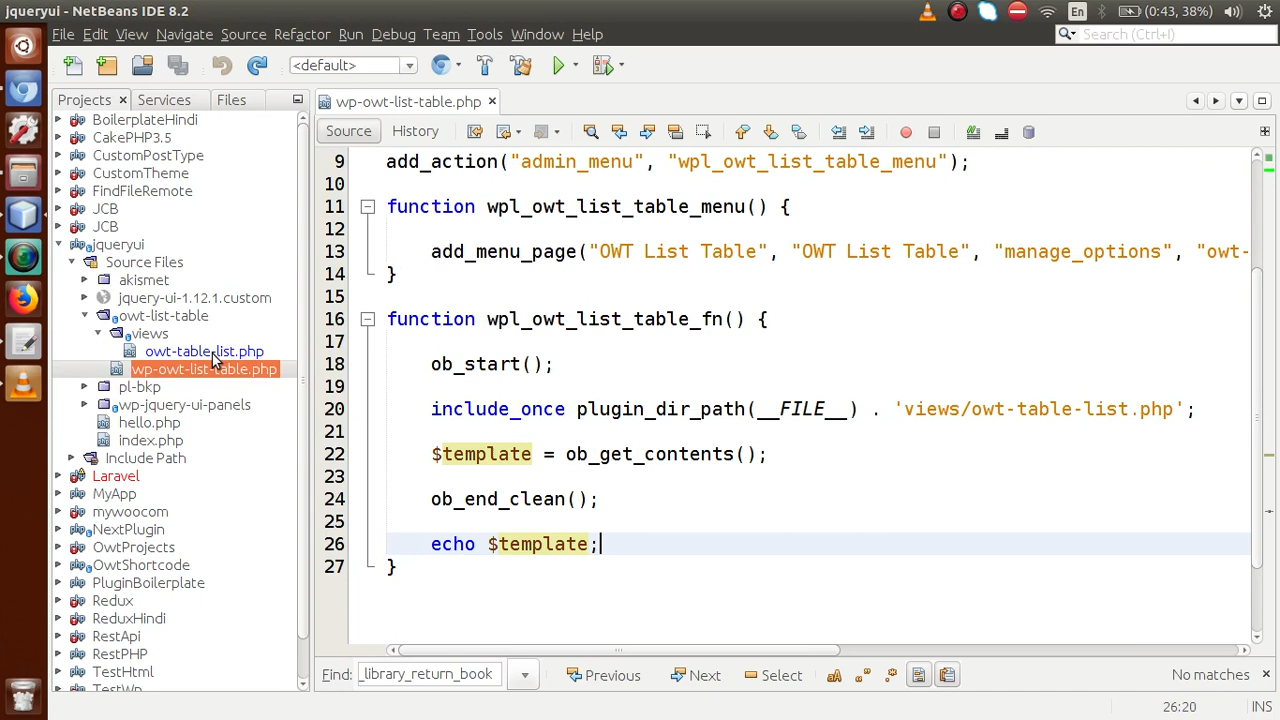 jqueryui - NetBeans IDE 8.2
En
(0:43, 38%)
File Edit View Navigate Source Refactor Run Debug Team Tools Window Help
Search (Ctrl+I)
<default>
Projects
Services
Files
wp-owt-list-table.php
Source
History
BoilerplateHindi
CakePHP3.5
CustomPostType
CustomTheme
FindFileRemote
JCB
JCB
jqueryui
Source Files
akismet
jquery-ui-1.12.1.custom
owt-list-table
views
owt-table-list.php
wp-owt-list-table.php
pl-bkp
wp-jquery-ui-panels
hello.php
index.php
Include Path
Laravel
MyApp
mywoocom
NextPlugin
OwtProjects
OwtShortcode
PluginBoilerplate
Redux
ReduxHindi
RestApi
RestPHP
TestHtml
TestWp
9 add_action("admin_menu", "wpl_owt_list_table_menu");
10
11 function wpl_owt_list_table_menu() {
12
13 add_menu_page("OWT List Table", "OWT List Table", "manage_options", "owt-
14 }
15
16 function wpl_owt_list_table_fn() {
17
18 ob_start();
19
20 include_once plugin_dir_path(__FILE__) . 'views/owt-table-list.php';
21
22 $template = ob_get_contents();
23
24 ob_end_clean();
25
26 echo $template;
27 }
Find: _library_return_book Previous Next Select aA No matches
26:20 INS